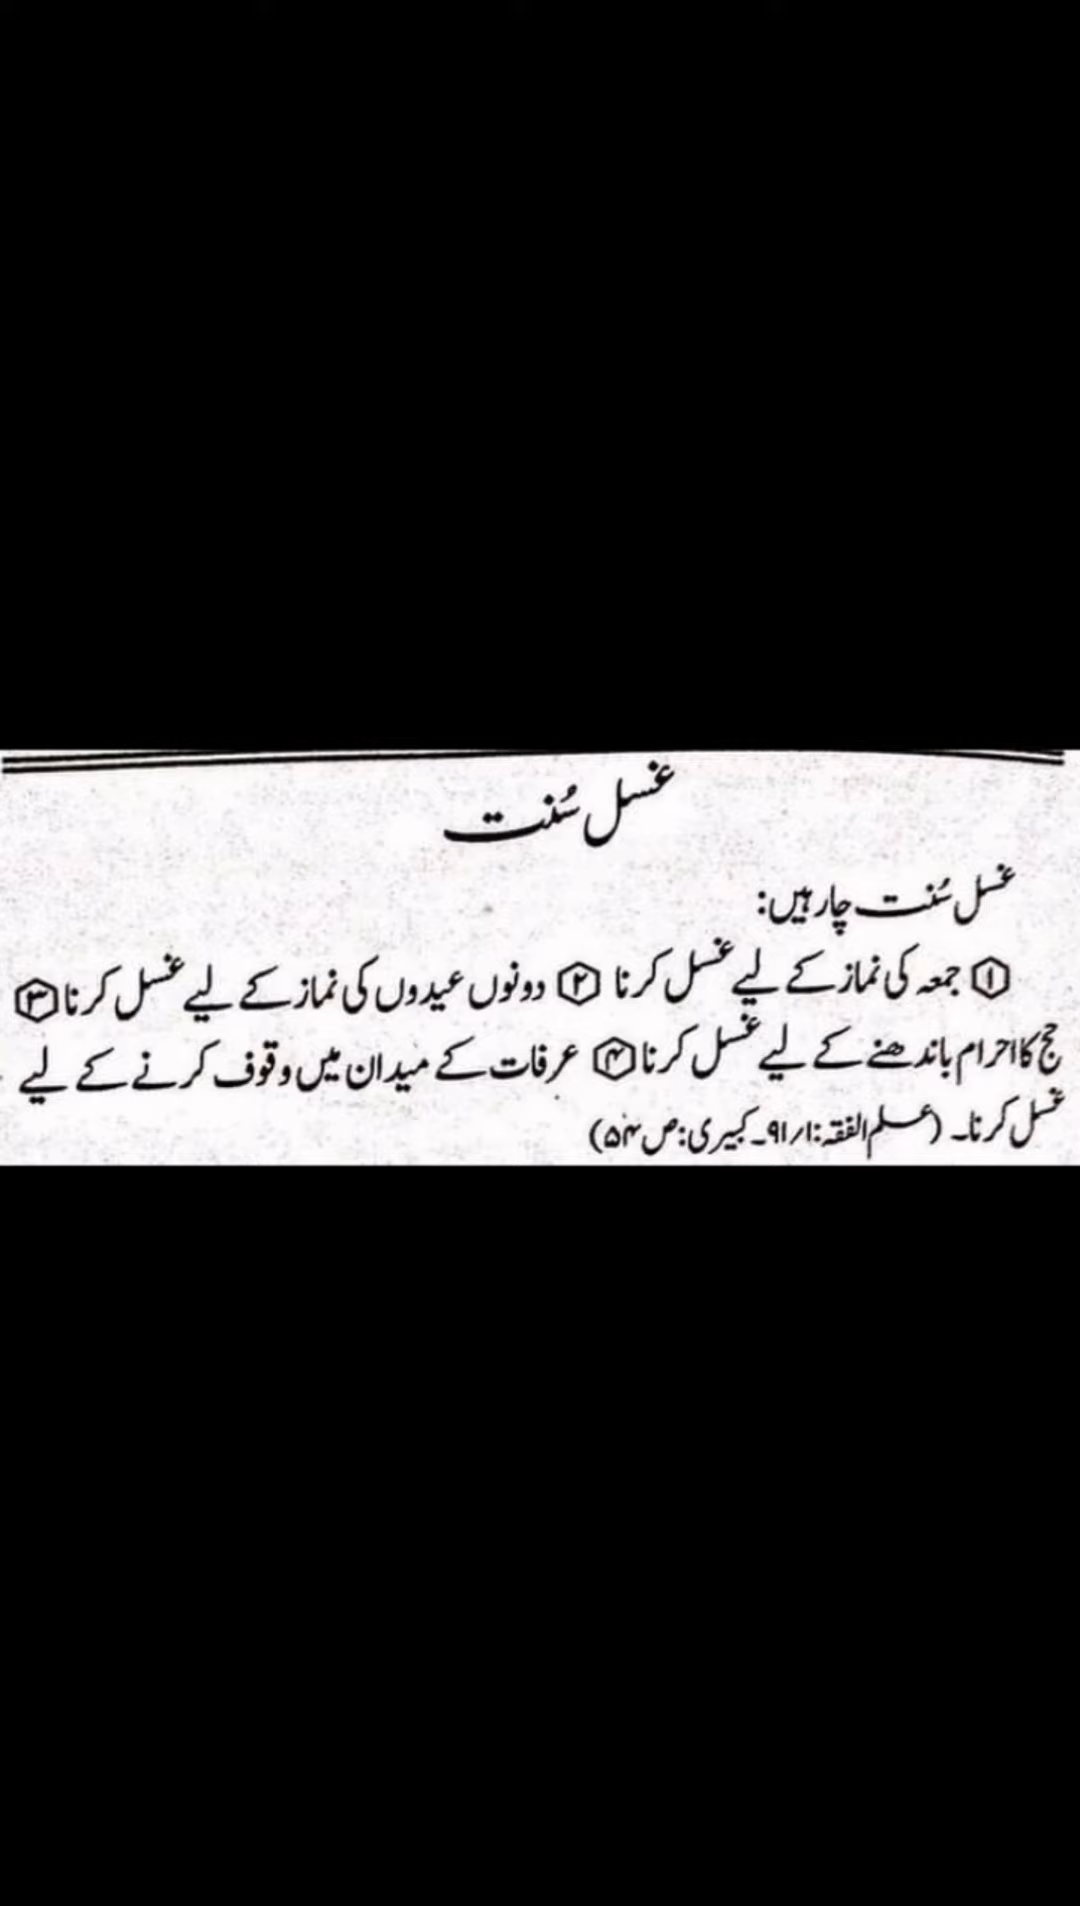 غسل سُنت
غسل سُنت چار ہیں:
① جمعہ کی نماز کے لیے غسل کرنا ② دونوں عیدوں کی نماز کے لیے غسل کرنا ③
حج کا احرام باندھنے کے لیے غسل کرنا ④ عرفات کے میدان میں وقوف کرنے کے لیے
غسل کرنا۔ (علم الفقہ: ۱/۹۱۔ کبیری: ص ۵۴)